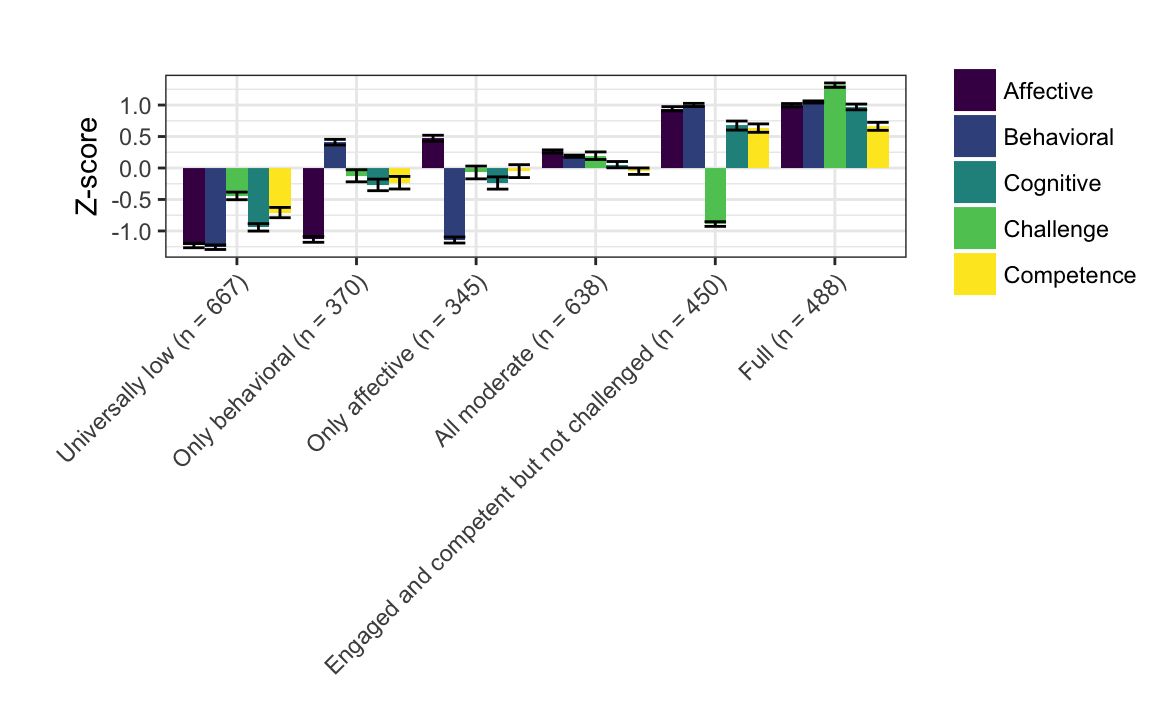 Z-score
1.0
0.5
0.0
-0.5
-1.0
Universally low (n = 667)
Only behavioral (n = 370)
Only affective (n = 345)
All moderate (n = 638)
Engaged and competent but not challenged (n = 450)
Full (n = 488)
Affective
Behavioral
Cognitive
Challenge
Competence